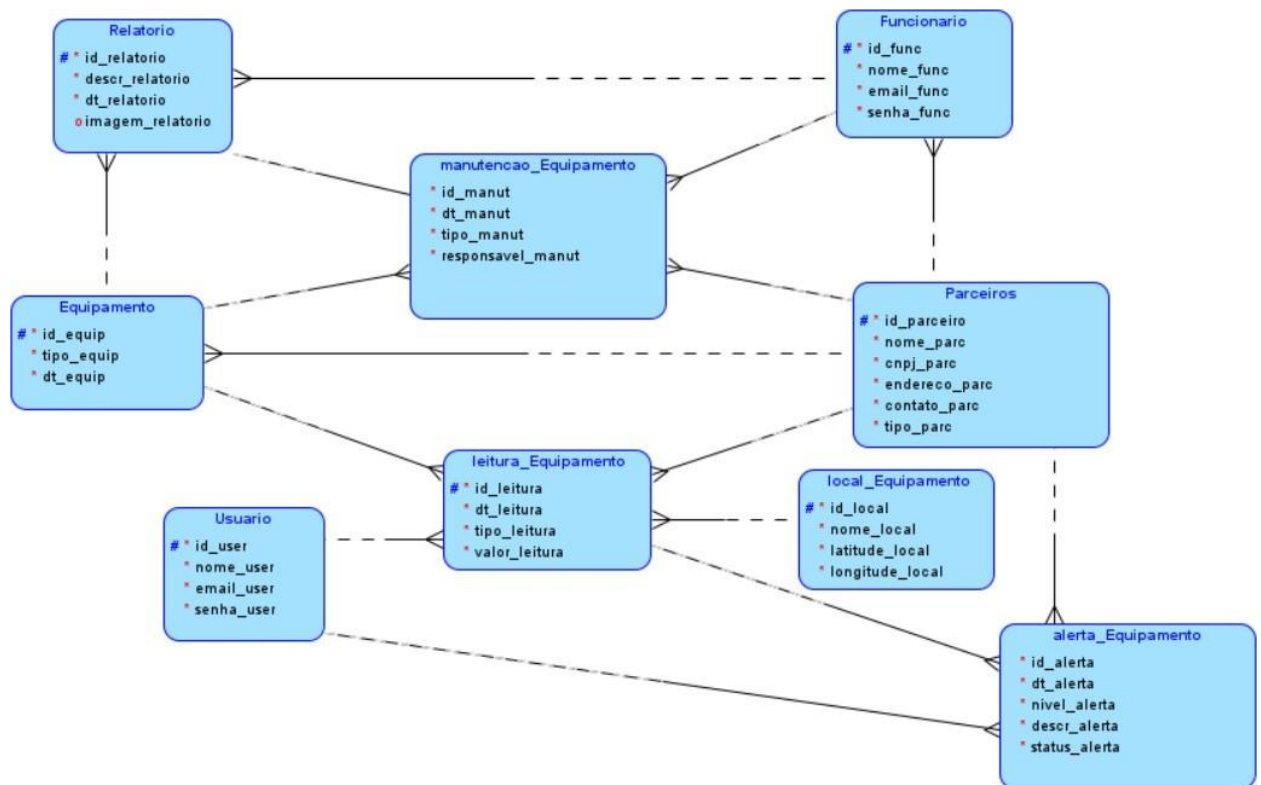 Relatorio
# * id_relatorio
* descr_relatorio
* dt_relatorio
o imagem_relatorio
Funcionario
# * id_func
* nome_func
* email_func
* senha_func
manutencao_Equipamento
* id_manut
* dt_manut
* tipo_manut
* responsavel_manut
Equipamento
# * id_equip
* tipo_equip
* dt_equip
Parceiros
# * id_parceiro
* nome_parc
* cnpj_parc
* endereco_parc
* contato_parc
* tipo_parc
leitura_Equipamento
# * id_leitura
* dt_leitura
* tipo_leitura
* valor_leitura
local_Equipamento
# * id_local
* nome_local
* latitude_local
* longitude_local
Usuario
# * id_user
* nome_user
* email_user
* senha_user
alerta_Equipamento
* id_alerta
* dt_alerta
* nivel_alerta
* descr_alerta
* status_alerta